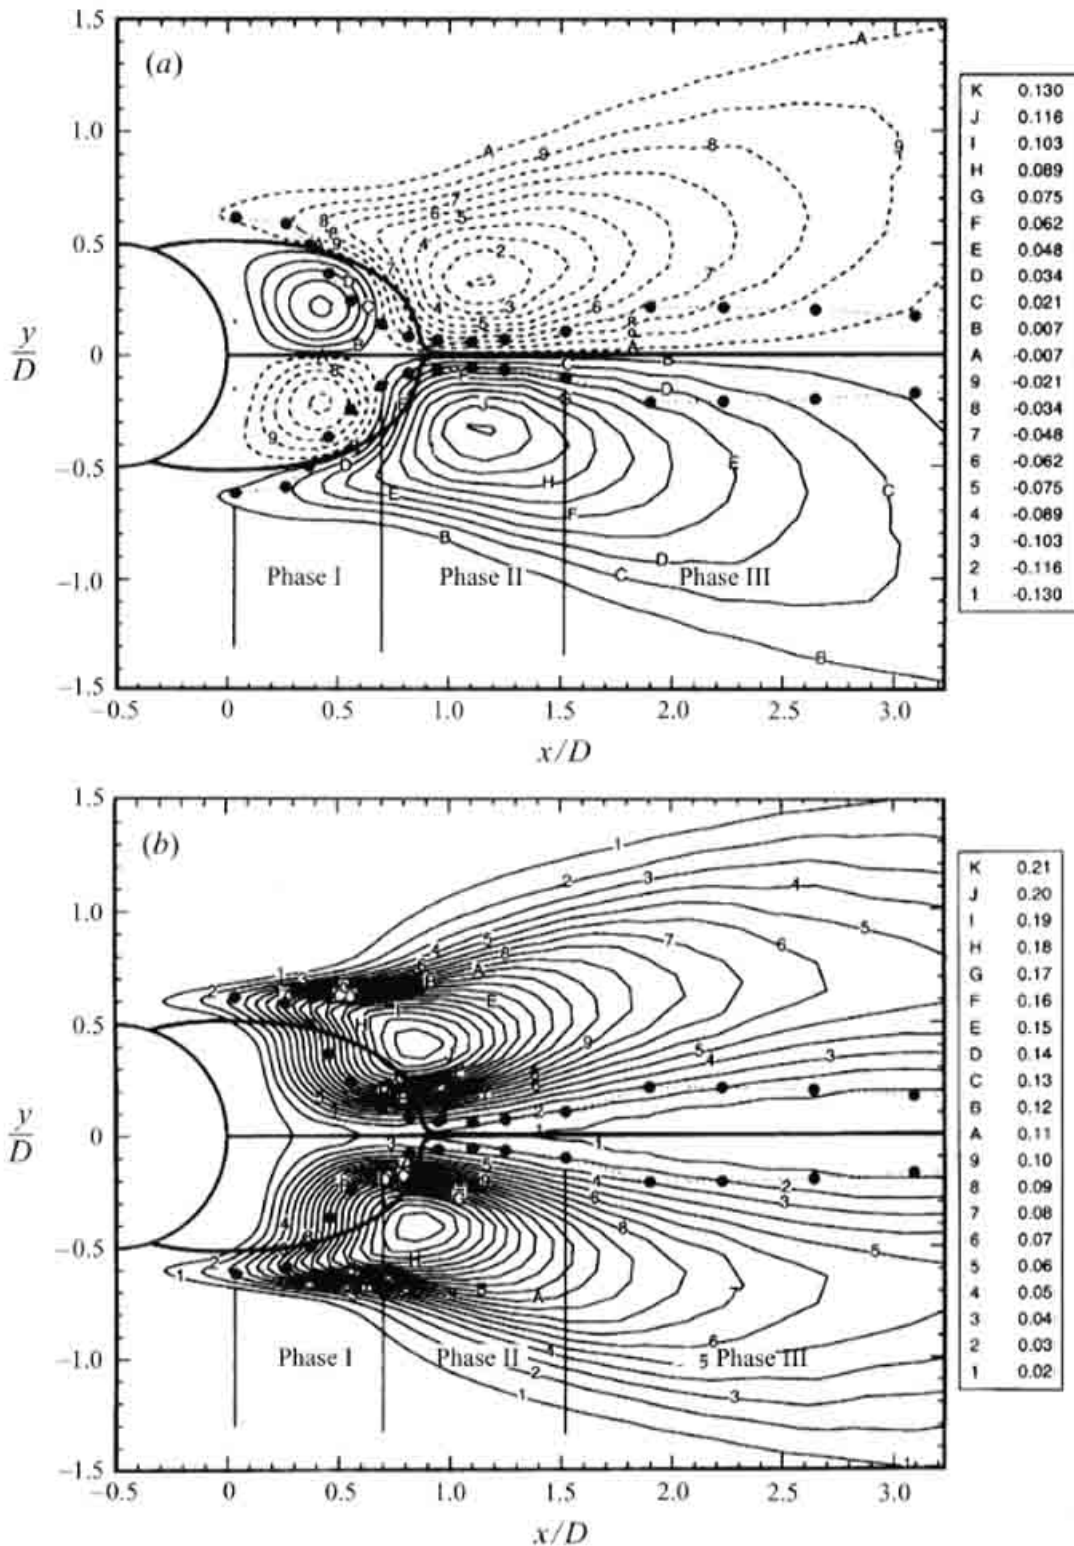 (a)
1.5
1.0
0.5
0
−0.5
−1.0
−1.5
y/D
Phase I
Phase II
Phase III
−0.5 0 0.5 1.0 1.5 2.0 2.5 3.0
x/D
K 0.130
J 0.116
I 0.103
H 0.089
G 0.075
F 0.062
E 0.048
D 0.034
C 0.021
B 0.007
A -0.007
9 -0.021
8 -0.034
7 -0.048
6 -0.062
5 -0.075
4 -0.089
3 -0.103
2 -0.116
1 -0.130
(b)
1.5
1.0
0.5
0
−0.5
−1.0
−1.5
y/D
Phase I
Phase II
Phase III
−0.5 0 0.5 1.0 1.5 2.0 2.5 3.0
x/D
K 0.21
J 0.20
I 0.19
H 0.18
G 0.17
F 0.16
E 0.15
D 0.14
C 0.13
B 0.12
A 0.11
9 0.10
8 0.09
7 0.08
6 0.07
5 0.06
4 0.05
3 0.04
2 0.03
1 0.02